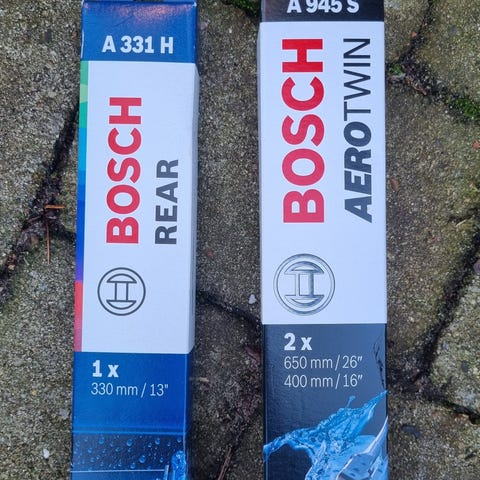 A 331 H
BOSCH
REAR
1 x
330 mm / 13"
A 945 S
BOSCH
AEROTWIN
2 x
650 mm / 26"
400 mm / 16"